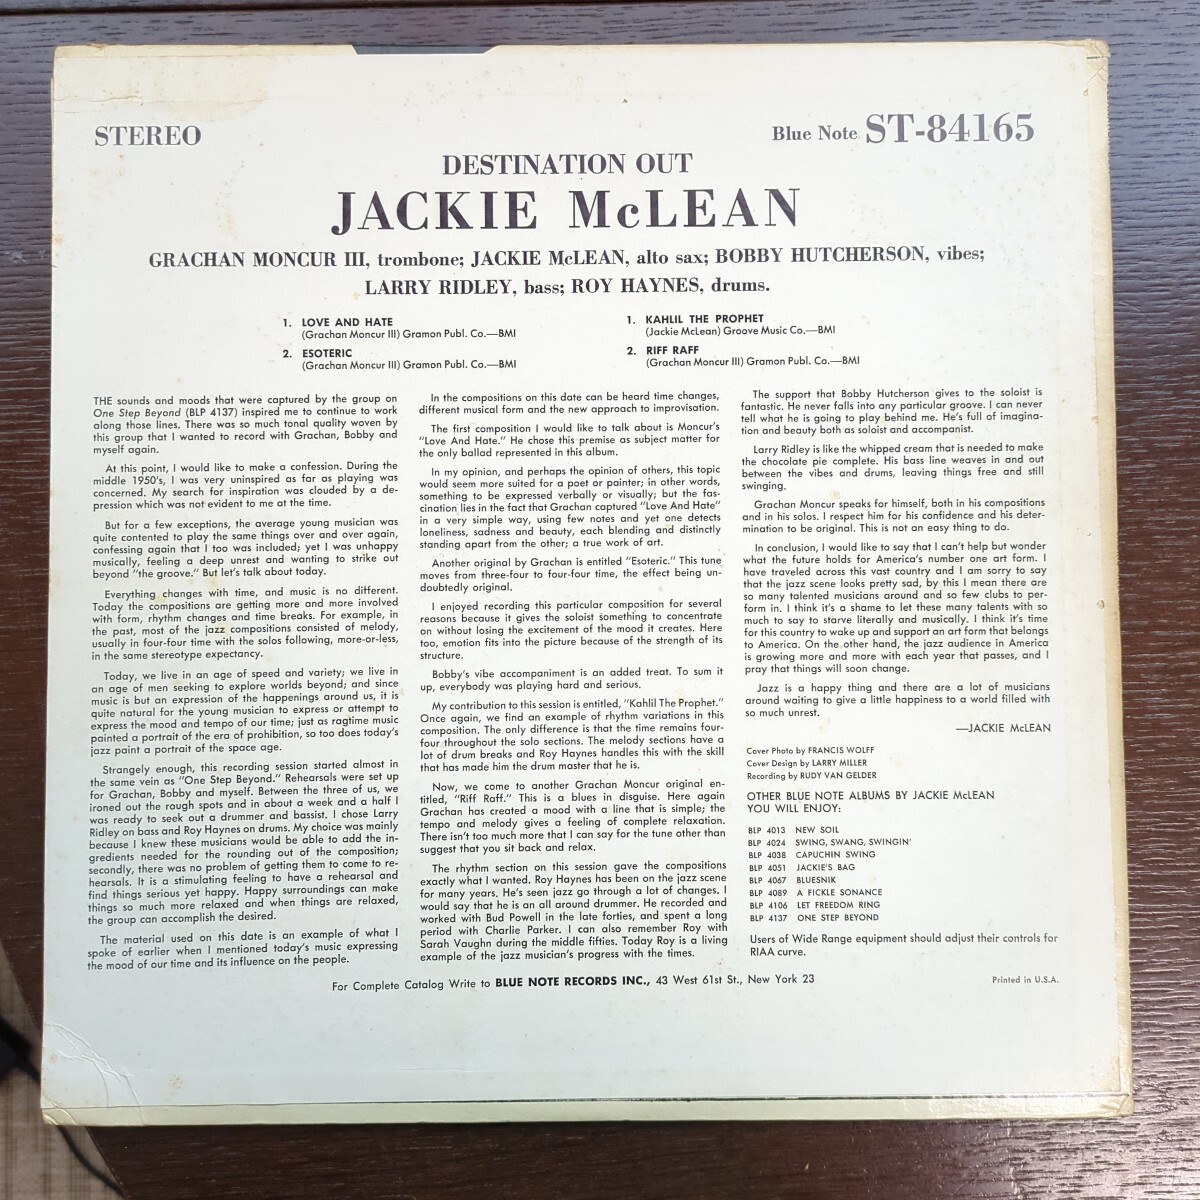 STEREO
Blue Note ST-84165
DESTINATION OUT
JACKIE McLEAN
GRACHAN MONCUR III, trombone; JACKIE McLEAN, alto sax; BOBBY HUTCHERSON, vibes;
LARRY RIDLEY, bass; ROY HAYNES, drums.
1. LOVE AND HATE
(Grachan Moncur III) Gramon Publ. Co.—BMI
2. ESOTERIC
(Grachan Moncur III) Gramon Publ. Co.—BMI
1. KAHLIL THE PROPHET
(Jackie McLean) Groove Music Co.—BMI
2. RIFF RAFF
(Grachan Moncur III) Gramon Publ. Co.—BMI
THE sounds and moods that were captured by the group on
One Step Beyond (BLP 4137) inspired me to continue to work
along those lines. There was so much tonal quality woven by
this group that I wanted to record with Grachan, Bobby and
myself again.
At this point, I would like to make a confession. During the
middle 1950's, I was very uninspired as far as playing was
concerned. My search for inspiration was clouded by a de-
pression which was not evident to me at the time.
But for a few exceptions, the average young musician was
quite contented to play the same things over and over again,
confessing again that I too was included; yet I was unhappy
musically, feeling a deep unrest and wanting to strike out
beyond "the groove." But let's talk about today.
Everything changes with time, and music is no different.
Today the compositions are getting more and more involved
with form, rhythm changes and time breaks. For example, in
the past, most of the jazz compositions consisted of melody,
usually in four-four time with the solos following, more-or-less,
in the same stereotype expectancy.
Today, we live in an age of speed and variety; we live in
an age of men seeking to explore worlds beyond; and since
music is but an expression of the happenings around us, it is
quite natural for the young musician to express or attempt to
express the mood and tempo of our time; just as ragtime music
painted a portrait of the era of prohibition, so too does today's
jazz paint a portrait of the space age.
Strangely enough, this recording session started almost in
the same vein as "One Step Beyond." Rehearsals were set up
for Grachan, Bobby and myself. Between the three of us, we
ironed out the rough spots and in about a week and a half I
was ready to seek out a drummer and bassist. I chose Larry
Ridley on bass and Roy Haynes on drums. My choice was mainly
because I knew these musicians would be able to add the in-
gredients needed for the rounding out of the composition;
secondly, there was no problem of getting them to come to re-
hearsals. It is a stimulating feeling to have a rehearsal and
find things serious yet happy. Happy surroundings can make
things so much more relaxed and when things are relaxed,
the group can accomplish the desired.
The material used on this date is an example of what I
spoke of earlier when I mentioned today's music expressing
the mood of our time and its influence on the people.
In the compositions on this date can be heard time changes,
different musical form and the new approach to improvisation.
The first composition I would like to talk about is Moncur's
"Love And Hate." He chose this premise as subject matter for
the only ballad represented in this album.
In my opinion, and perhaps the opinion of others, this topic
would seem more suited for a poet or painter; in other words,
something to be expressed verbally or visually; but the fas-
cination lies in the fact that Grachan captured "Love And Hate"
in a very simple way, using few notes and yet one detects
loneliness, sadness and beauty, each blending and distinctly
standing apart from the other; a true work of art.
Another original by Grachan is entitled "Esoteric." This tune
moves from three-four to four-four time, the effect being un-
doubtedly original.
I enjoyed recording this particular composition for several
reasons because it gives the soloist something to concentrate
on without losing the excitement of the mood it creates. Here
too, emotion fits into the picture because of the strength of its
structure.
Bobby's vibe accompaniment is an added treat. To sum it
up, everybody was playing hard and serious.
My contribution to this session is entitled, "Kahlil The Prophet."
Once again, we find an example of rhythm variations in this
composition. The only difference is that the time remains four-
four throughout the solo sections. The melody sections have a
lot of drum breaks and Roy Haynes handles this with the skill
that has made him the drum master that he is.
Now, we come to another Grachan Moncur original en-
titled, "Riff Raff." This is a blues in disguise. Here again
Grachan has created a mood with a line that is simple; the
tempo and melody gives a feeling of complete relaxation.
There isn't too much more that I can say for the tune other than
suggest that you sit back and relax.
The rhythm section on this session gave the compositions
exactly what I wanted. Roy Haynes has been on the jazz scene
for many years. He's seen jazz go through a lot of changes. I
would say that he is an all around drummer. He recorded and
worked with Bud Powell in the late forties, and spent a long
period with Charlie Parker. I can also remember Roy with
Sarah Vaughn during the middle fifties. Today Roy is a living
example of the jazz musician's progress with the times.
The support that Bobby Hutcherson gives to the soloist is
fantastic. He never falls into any particular groove. I can never
tell what he is going to play behind me. He's full of imagina-
tion and beauty both as soloist and accompanist.
Larry Ridley is like the whipped cream that is needed to make
the chocolate pie complete. His bass line weaves in and out
between the vibes and drums, leaving things free and still
swinging.
Grachan Moncur speaks for himself, both in his compositions
and in his solos. I respect him for his confidence and his deter-
mination to be original. This is not an easy thing to do.
In conclusion, I would like to say that I can't help but wonder
what the future holds for America's number one art form. I
have traveled across this vast country and I am sorry to say
that the jazz scene looks pretty sad, by this I mean there are
so many talented musicians around and so few clubs to per-
form in. I think it's a shame to let these many talents with so
much to say to starve literally and musically. I think it's time
for this country to wake up and support an art form that belongs
to America. On the other hand, the jazz audience in America
is growing more and more with each year that passes, and I
pray that things will soon change.
Jazz is a happy thing and there are a lot of musicians
around waiting to give a little happiness to a world filled with
so much unrest.
—JACKIE McLEAN
Cover Photo by FRANCIS WOLFF
Cover Design by LARRY MILLER
Recording by RUDY VAN GELDER
OTHER BLUE NOTE ALBUMS BY JACKIE McLEAN
YOU WILL ENJOY:
BLP 4013 NEW SOIL
BLP 4024 SWING, SWANG, SWINGIN'
BLP 4038 CAPUCHIN SWING
BLP 4051 JACKIE'S BAG
BLP 4067 BLUESNIK
BLP 4089 A FICKLE SONANCE
BLP 4106 LET FREEDOM RING
BLP 4137 ONE STEP BEYOND
Users of Wide Range equipment should adjust their controls for
RIAA curve.
For Complete Catalog Write to BLUE NOTE RECORDS INC., 43 West 61st St., New York 23
Printed in U.S.A.